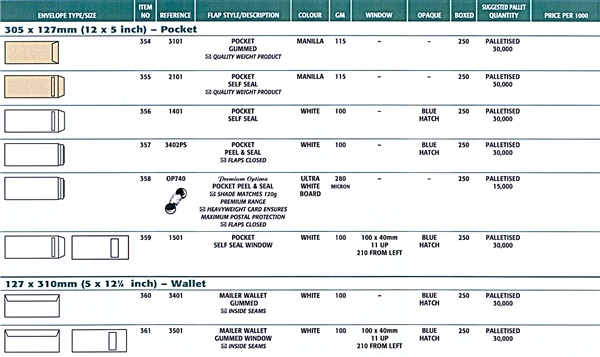 ENVELOPE TYPE/SIZE ITEM NO REFERENCE FLAP STYLE/DESCRIPTION COLOUR GM WINDOW OPAQUE BOXED SUGGESTED PALLET QUANTITY PRICE PER 1000
305 x 127mm (12 x 5 inch) – Pocket
354 3101 POCKET MANILLA 115 – – 250 PALLETISED
GUMMED 30,000
☒ QUALITY WEIGHT PRODUCT
355 2101 POCKET MANILLA 115 – – 250 PALLETISED
SELF SEAL 30,000
☒ QUALITY WEIGHT PRODUCT
356 1401 POCKET WHITE 100 – BLUE 250 PALLETISED
SELF SEAL HATCH 30,000
357 3402PS POCKET WHITE 100 – BLUE 250 PALLETISED
PEEL & SEAL HATCH 30,000
☒ FLAPS CLOSED
358 OP740 Premium Optima ULTRA 280 – – 250 PALLETISED
POCKET PEEL & SEAL WHITE MICRON 15,000
☒ SHADE MATCHES 120g BOARD
PREMIUM RANGE
☒ HEAVYWEIGHT CARD ENSURES
MAXIMUM POSTAL PROTECTION
☒ FLAPS CLOSED
359 1501 POCKET WHITE 100 100 x 40mm BLUE 250 PALLETISED
SELF SEAL WINDOW 11 UP HATCH 30,000
210 FROM LEFT
127 x 310mm (5 x 12¼ inch) – Wallet
360 3401 MAILER WALLET WHITE 100 – BLUE 250 PALLETISED
GUMMED HATCH 30,000
☒ INSIDE SEAMS
361 3501 MAILER WALLET WHITE 100 100 x 40mm BLUE 250 PALLETISED
GUMMED WINDOW 11 UP HATCH 30,000
☒ INSIDE SEAMS 210 FROM LEFT